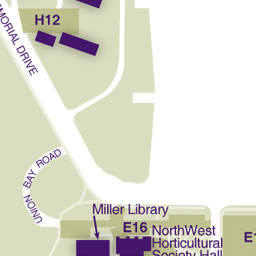 H12
MORIAL DRIVE
UNION BAY ROAD
Miller Library
E16
NorthWest
Horticultural
Society Hall
E1